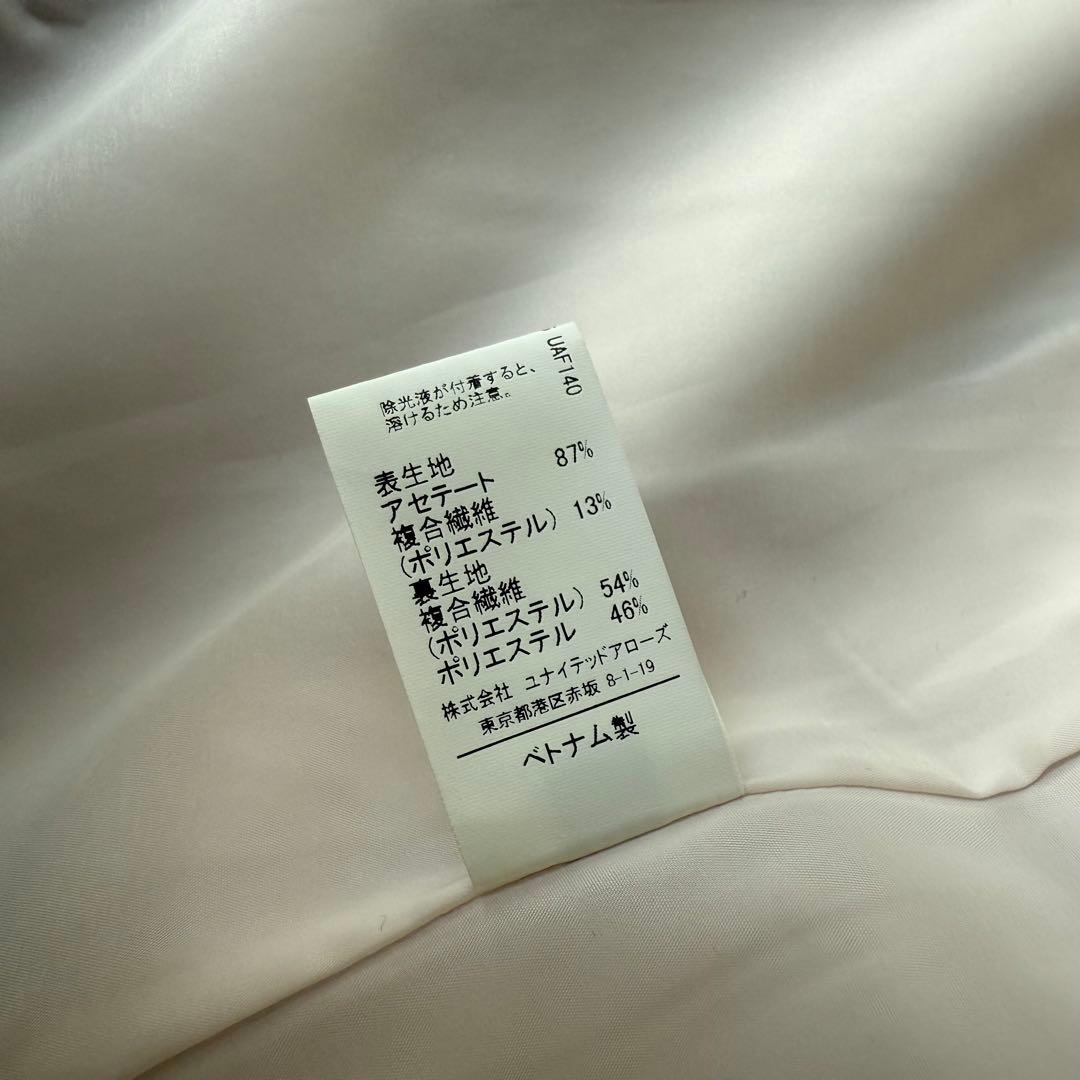 UAF140
除光液が付着すると、
溶けるため注意。
表生地
アセテート 87%
複合繊維
(ポリエステル) 13%
裏生地
複合繊維
(ポリエステル) 54%
ポリエステル 46%
株式会社 ユナイテッドアローズ
東京都港区赤坂 8-1-19
ベトナム製